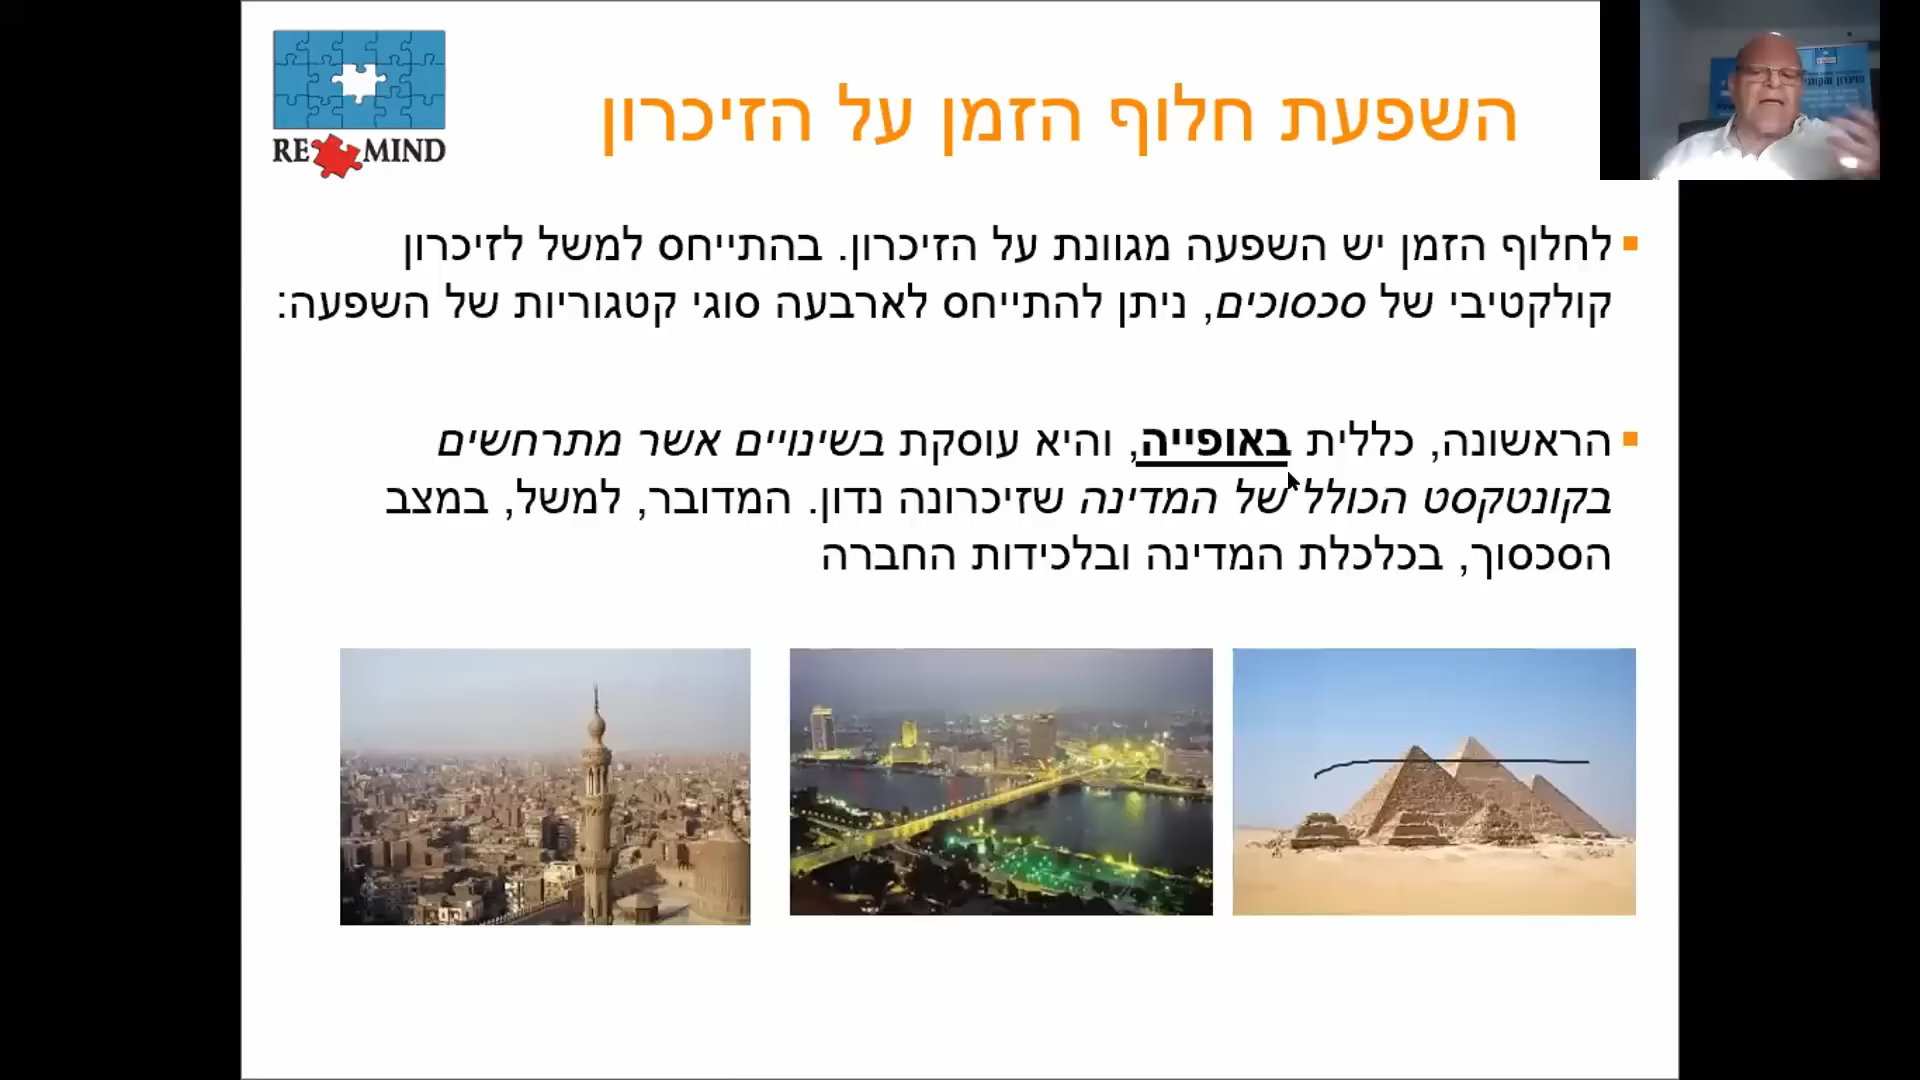 RE MIND
השפעת חלוף הזמן על הזיכרון
לחלוף הזמן יש השפעה מגוונת על הזיכרון. בהתייחס למשל לזיכרון
קולקטיבי של סכסוכים, ניתן להתייחס לארבעה סוגי קטגוריות של השפעה:
הראשונה, כללית באופייה, והיא עוסקת בשינויים אשר מתרחשים
בקונטקסט הכולל של המדינה שזיכרונה נדון. המדובר, למשל, במצב
הסכסוך, בכלכלת המדינה ובלכידות החברה